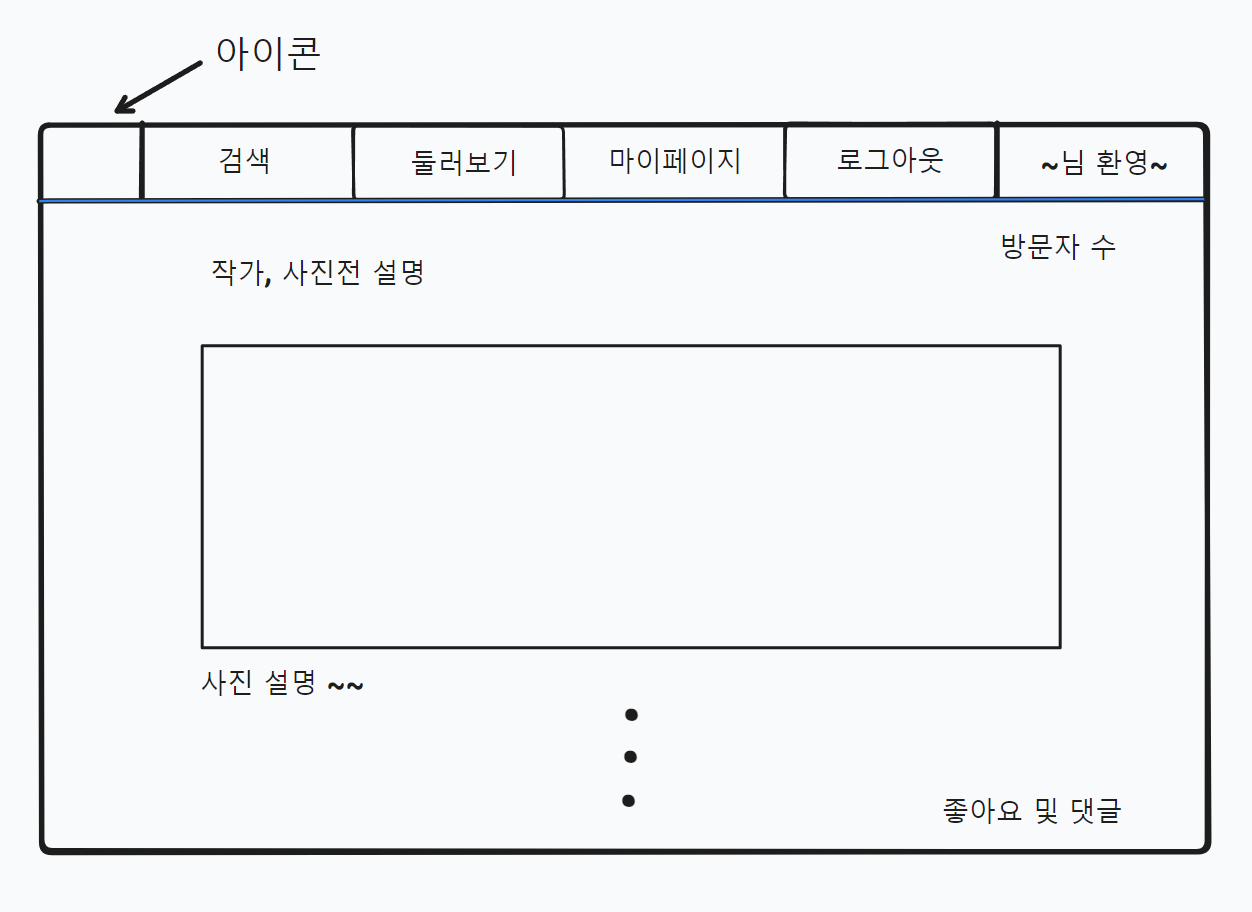 아이콘
검색 둘러보기 마이페이지 로그아웃 ~님 환영~
방문자 수
작가, 사진전 설명
사진 설명 ~~
좋아요 및 댓글